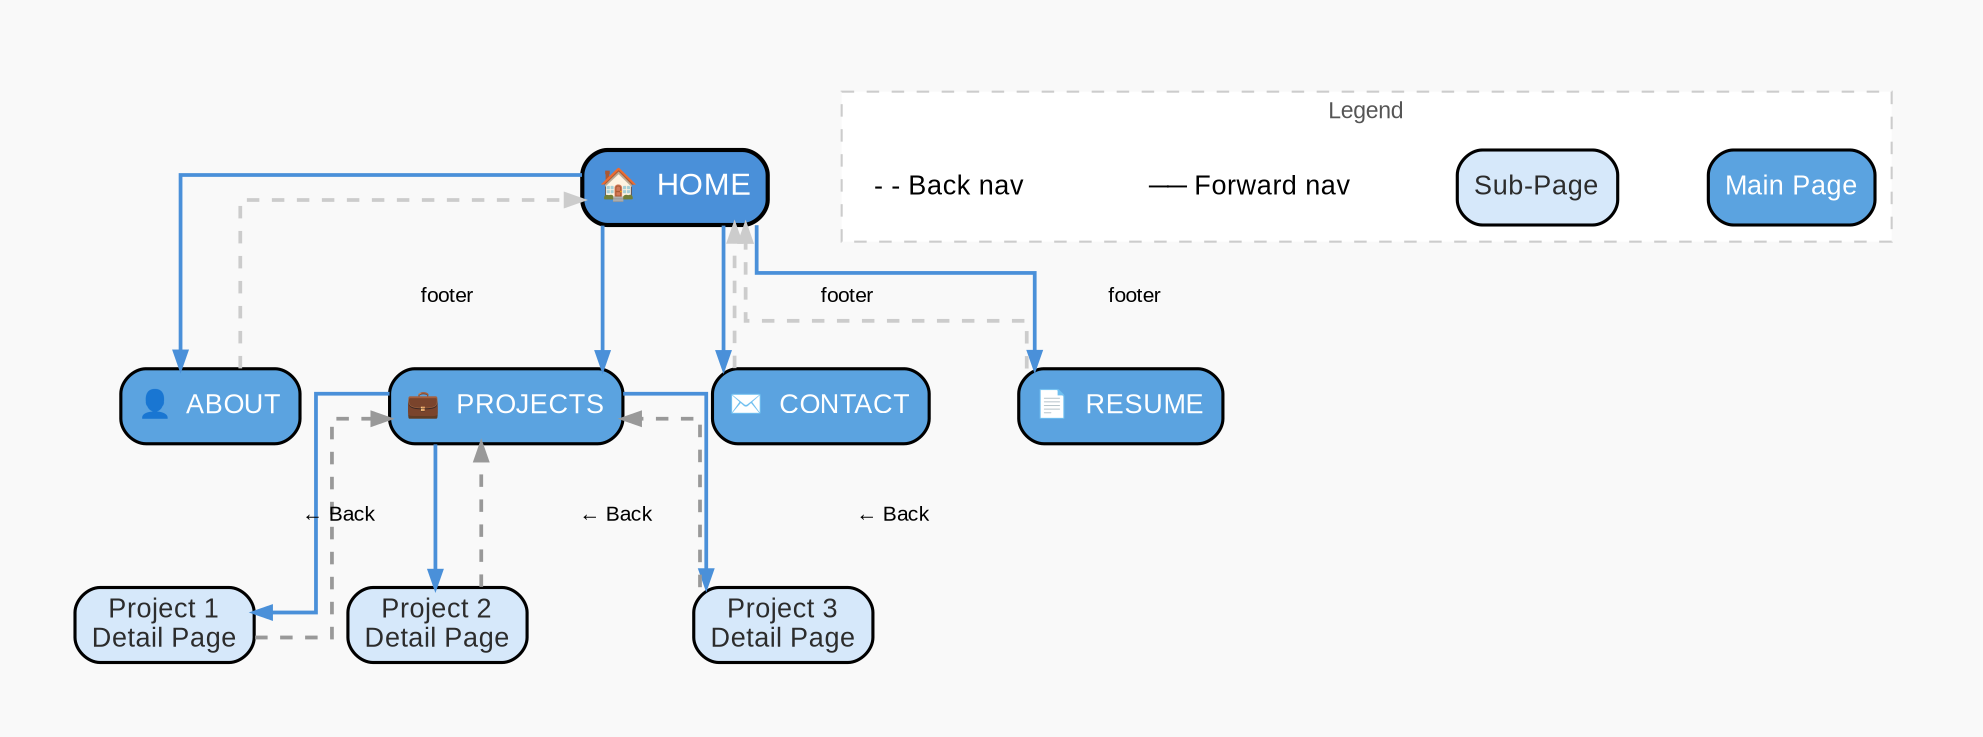 Legend
🏠 HOME
- - Back nav
── Forward nav
Sub-Page
Main Page
footer
footer
footer
👤 ABOUT
💼 PROJECTS
✉️ CONTACT
📄 RESUME
← Back
← Back
← Back
Project 1
Detail Page
Project 2
Detail Page
Project 3
Detail Page